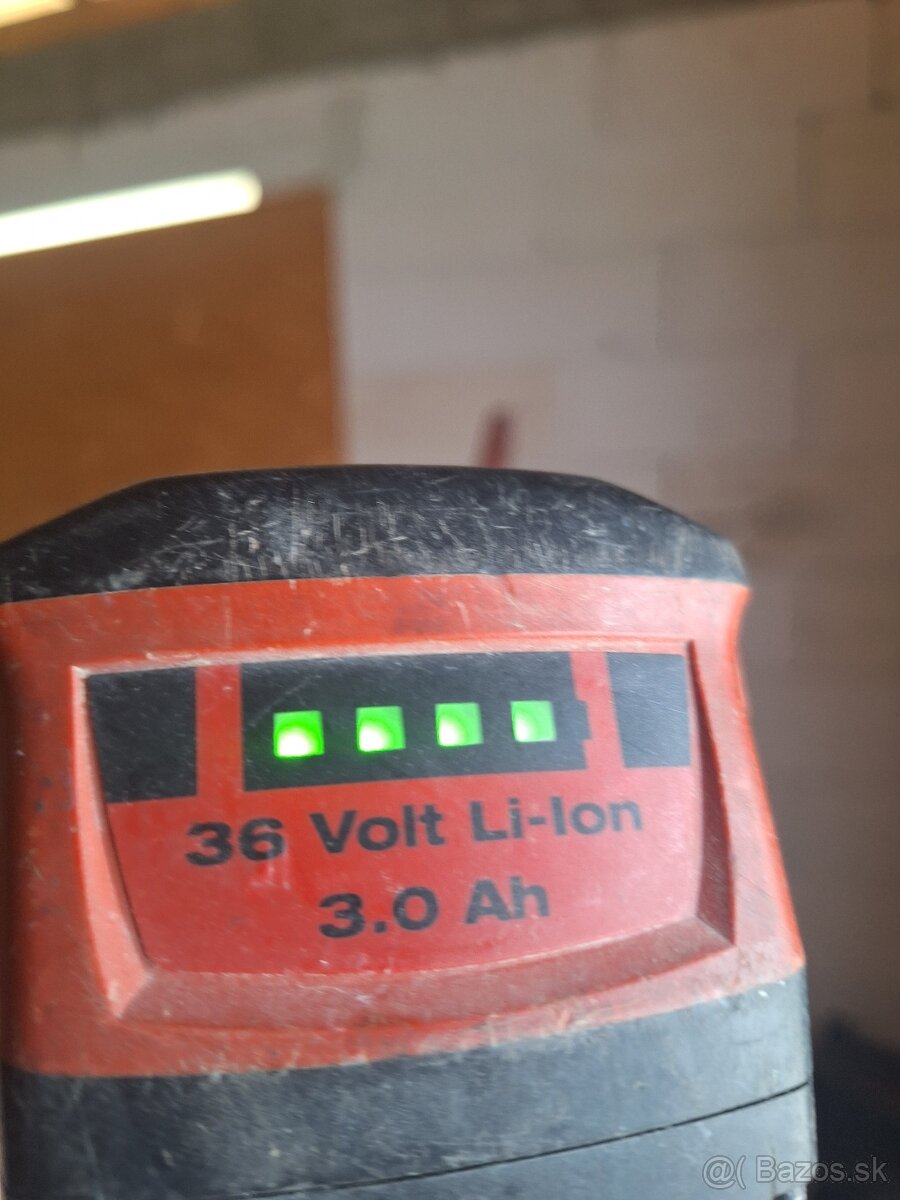 36 Volt Li-Ion
3.0 Ah
@( Bazos.sk